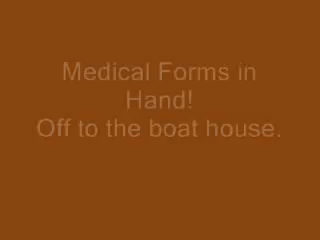 Medical Forms in
Hand!
Off to the boat house.